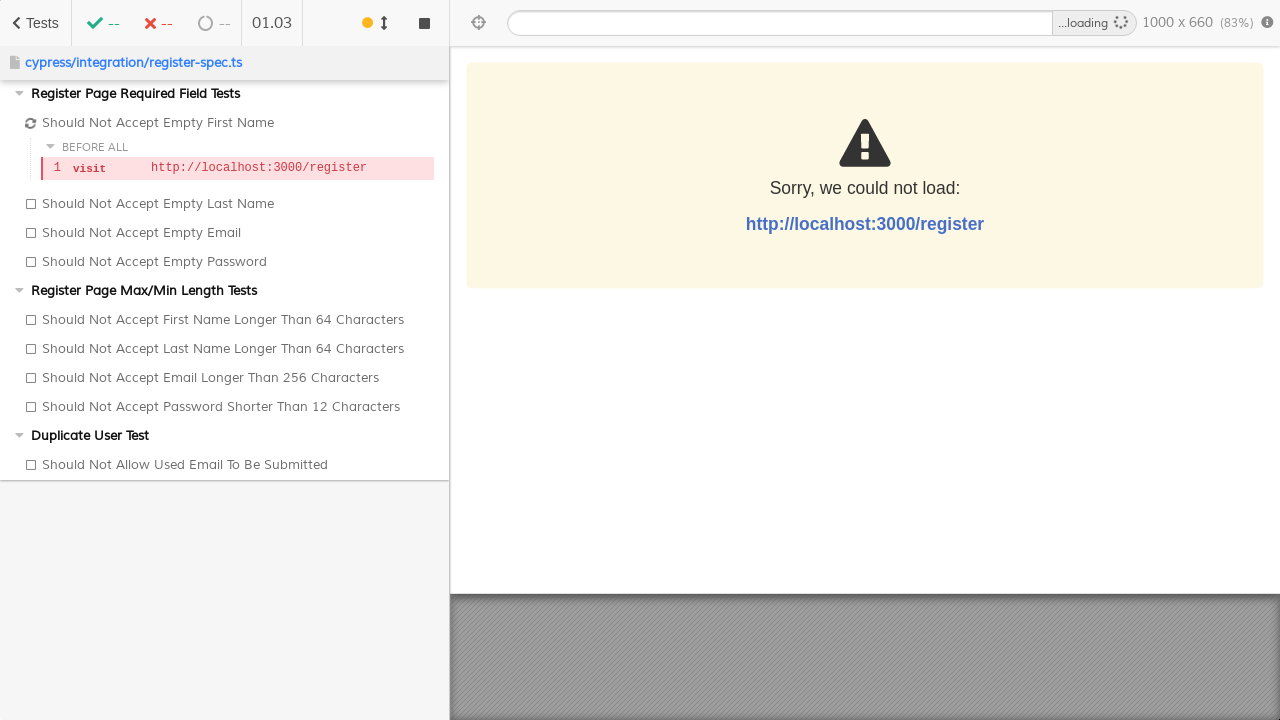 Tests -- -- -- 01.03
...loading 1000 x 660 (83%)
cypress/integration/register-spec.ts
Register Page Required Field Tests
Should Not Accept Empty First Name
BEFORE ALL
1 visit http://localhost:3000/register
Should Not Accept Empty Last Name
Should Not Accept Empty Email
Should Not Accept Empty Password
Register Page Max/Min Length Tests
Should Not Accept First Name Longer Than 64 Characters
Should Not Accept Last Name Longer Than 64 Characters
Should Not Accept Email Longer Than 256 Characters
Should Not Accept Password Shorter Than 12 Characters
Duplicate User Test
Should Not Allow Used Email To Be Submitted
Sorry, we could not load:
http://localhost:3000/register